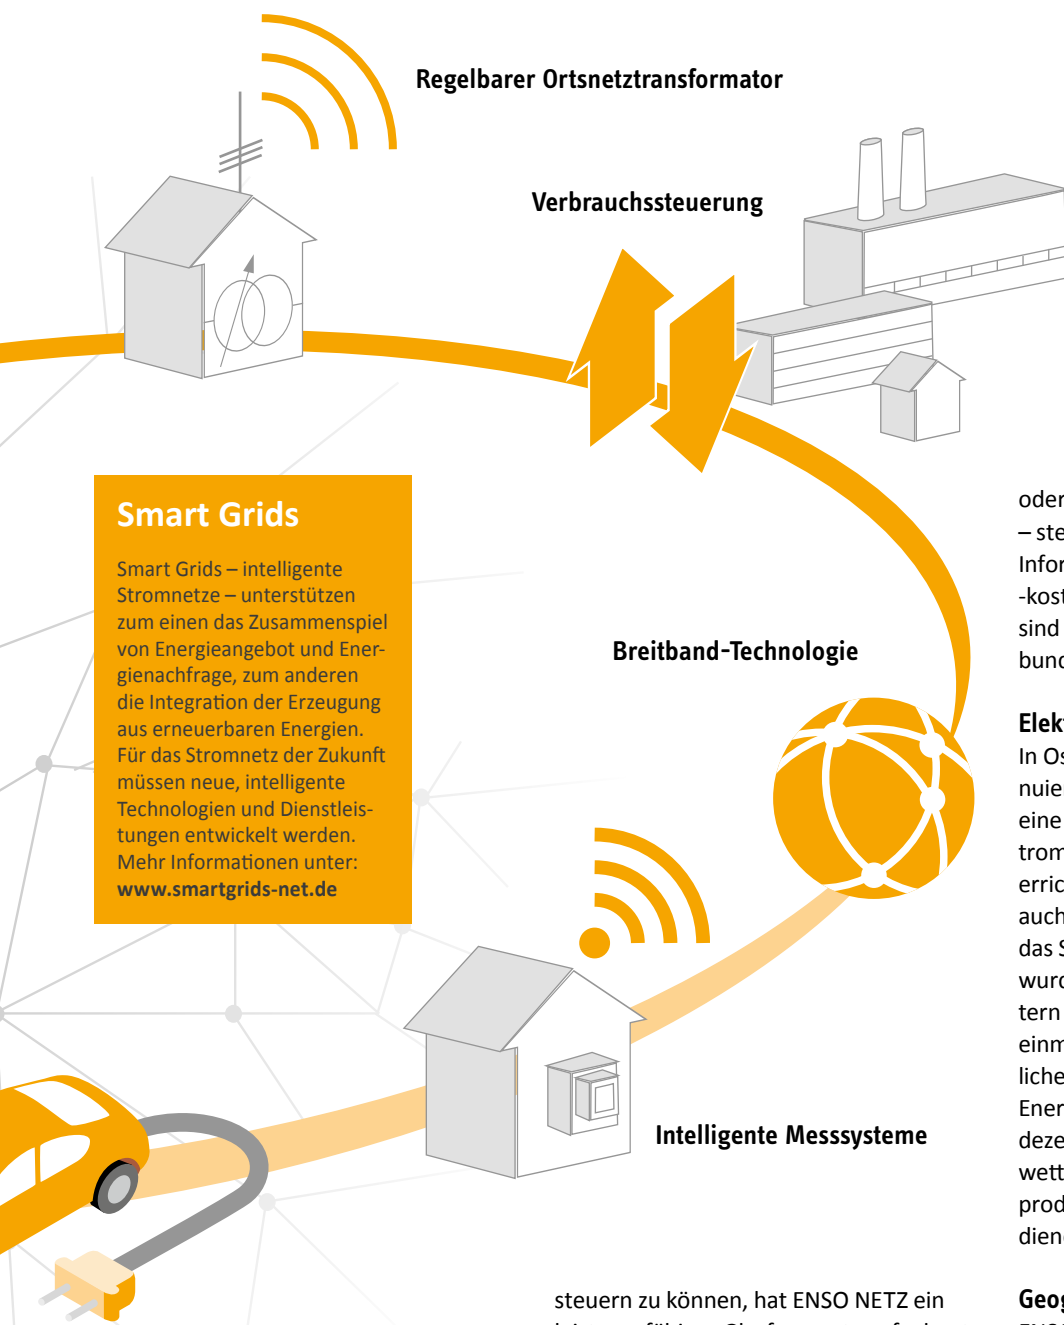 Regelbarer Ortsnetztransformator
Verbrauchssteuerung
Smart Grids
Smart Grids – intelligente
Stromnetze – unterstützen
zum einen das Zusammenspiel
von Energieangebot und Ener-
gienachfrage, zum anderen
die Integration der Erzeugung
aus erneuerbaren Energien.
Für das Stromnetz der Zukunft
müssen neue, intelligente
Technologien und Dienstleis-
tungen entwickelt werden.
Mehr Informationen unter:
www.smartgrids-net.de
Breitband-Technologie
Intelligente Messsysteme
steuern zu können, hat ENSO NETZ ein
oder
– ste
Infor
-kost
sind
bund
Elekt
In Os
nuie
eine
trom
erric
auch
das S
wurd
tern
einm
liche
Ener
deze
wett
prod
dien
Geog